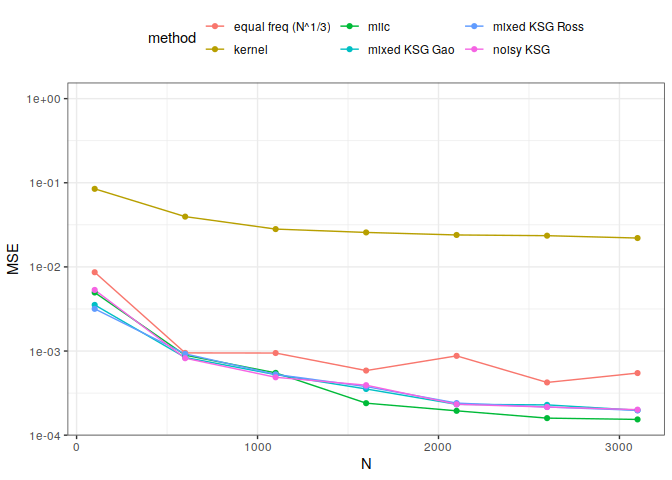 method
equal freq (N^1/3) miic mixed KSG Ross
kernel mixed KSG Gao noisy KSG
1e+00
1e-01
1e-02
1e-03
1e-04
MSE
0 1000 2000 3000
N